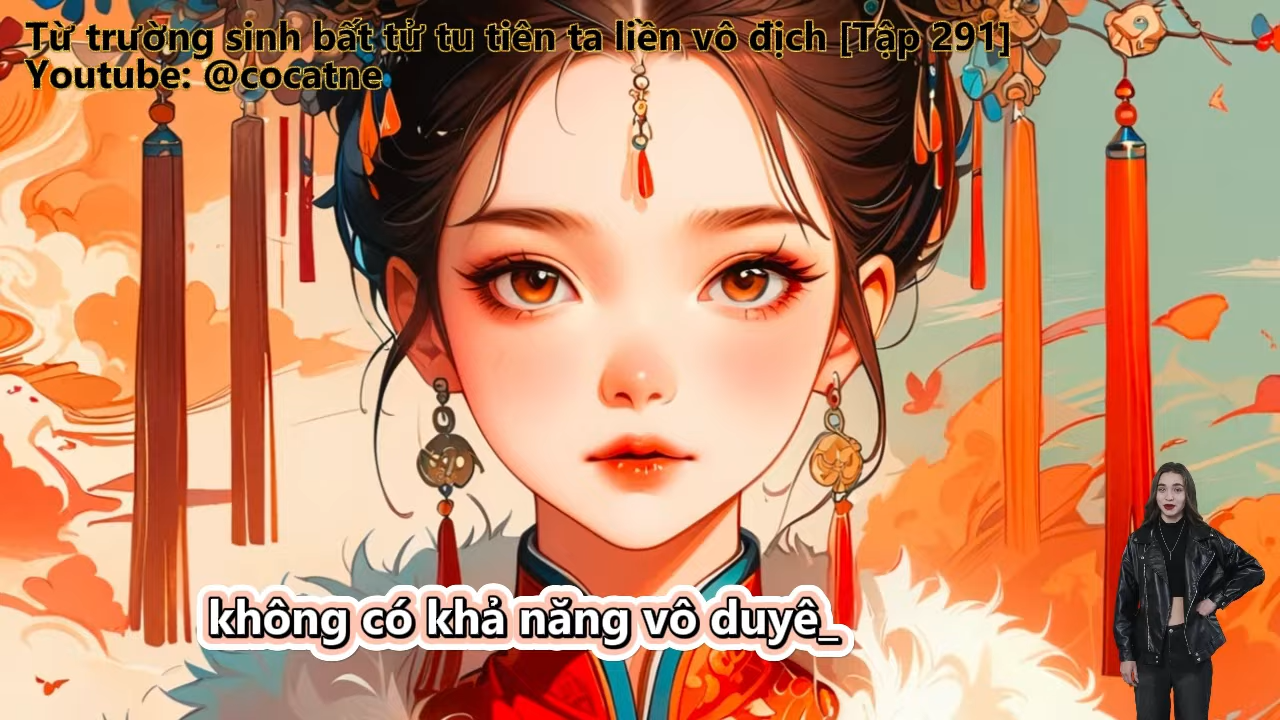 Từ trường sinh bất tử tu tiên ta liền vô địch [Tập 291]
Youtube: @cocatne
không có khả năng vô duyê_